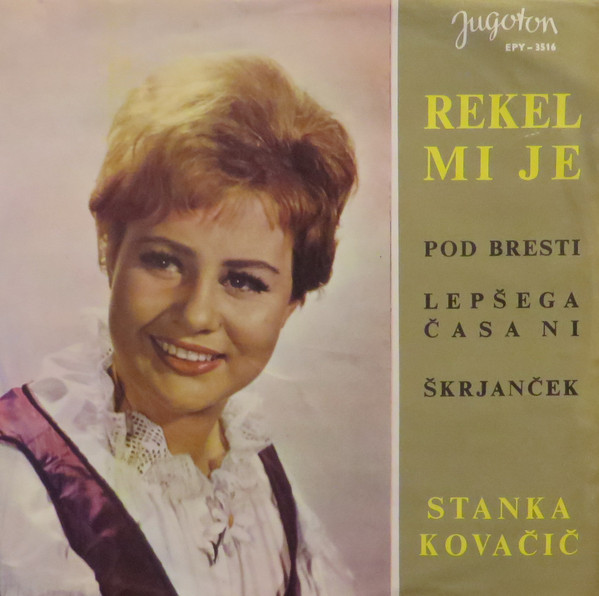 Jugoton
EPY-3516
REKEL
MI JE
POD BRESTI
LEPŠEGA
ČASA NI
ŠKRJANČEK
STANKA
KOVAČIČ